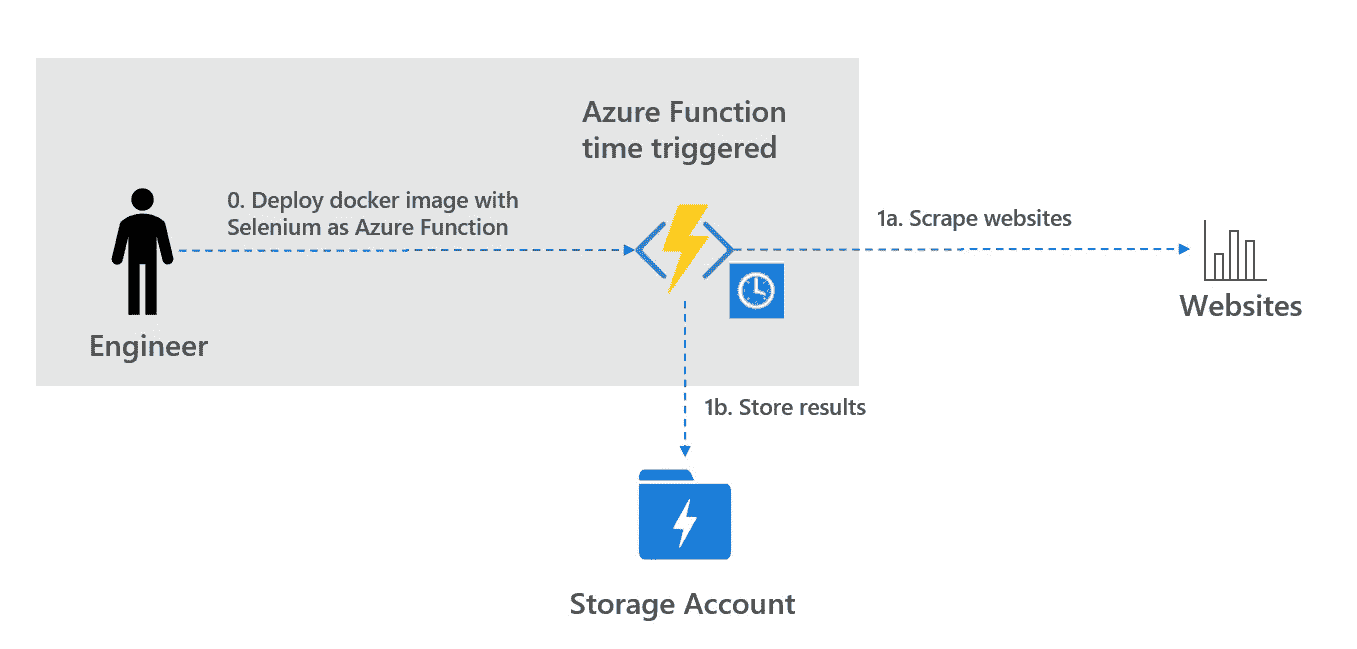 Azure Function
time triggered
0. Deploy docker image with
Selenium as Azure Function
1a. Scrape websites
Engineer
Websites
1b. Store results
Storage Account